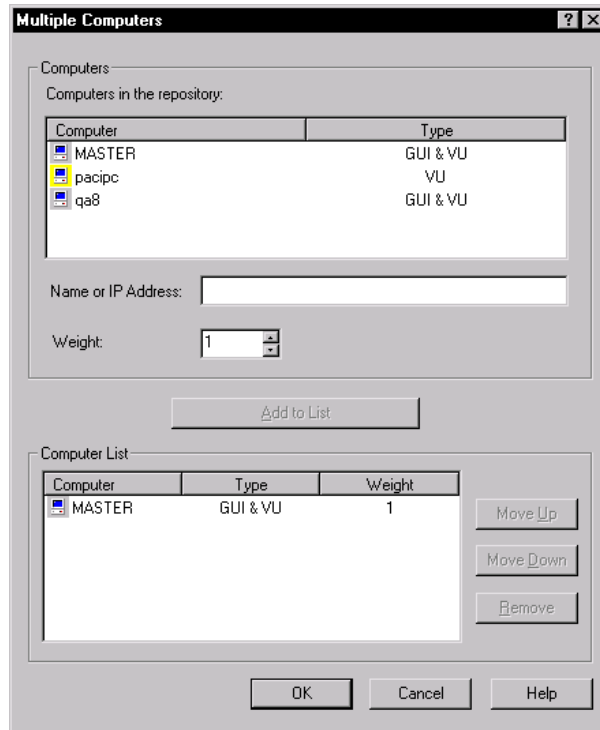 Multiple Computers
Computers
Computers in the repository:
Computer Type
MASTER GUI & VU
pacipc VU
qa8 GUI & VU
Name or IP Address:
Weight: 1
Add to List
Computer List
Computer Type Weight
MASTER GUI & VU 1
Move Up
Move Down
Remove
OK Cancel Help